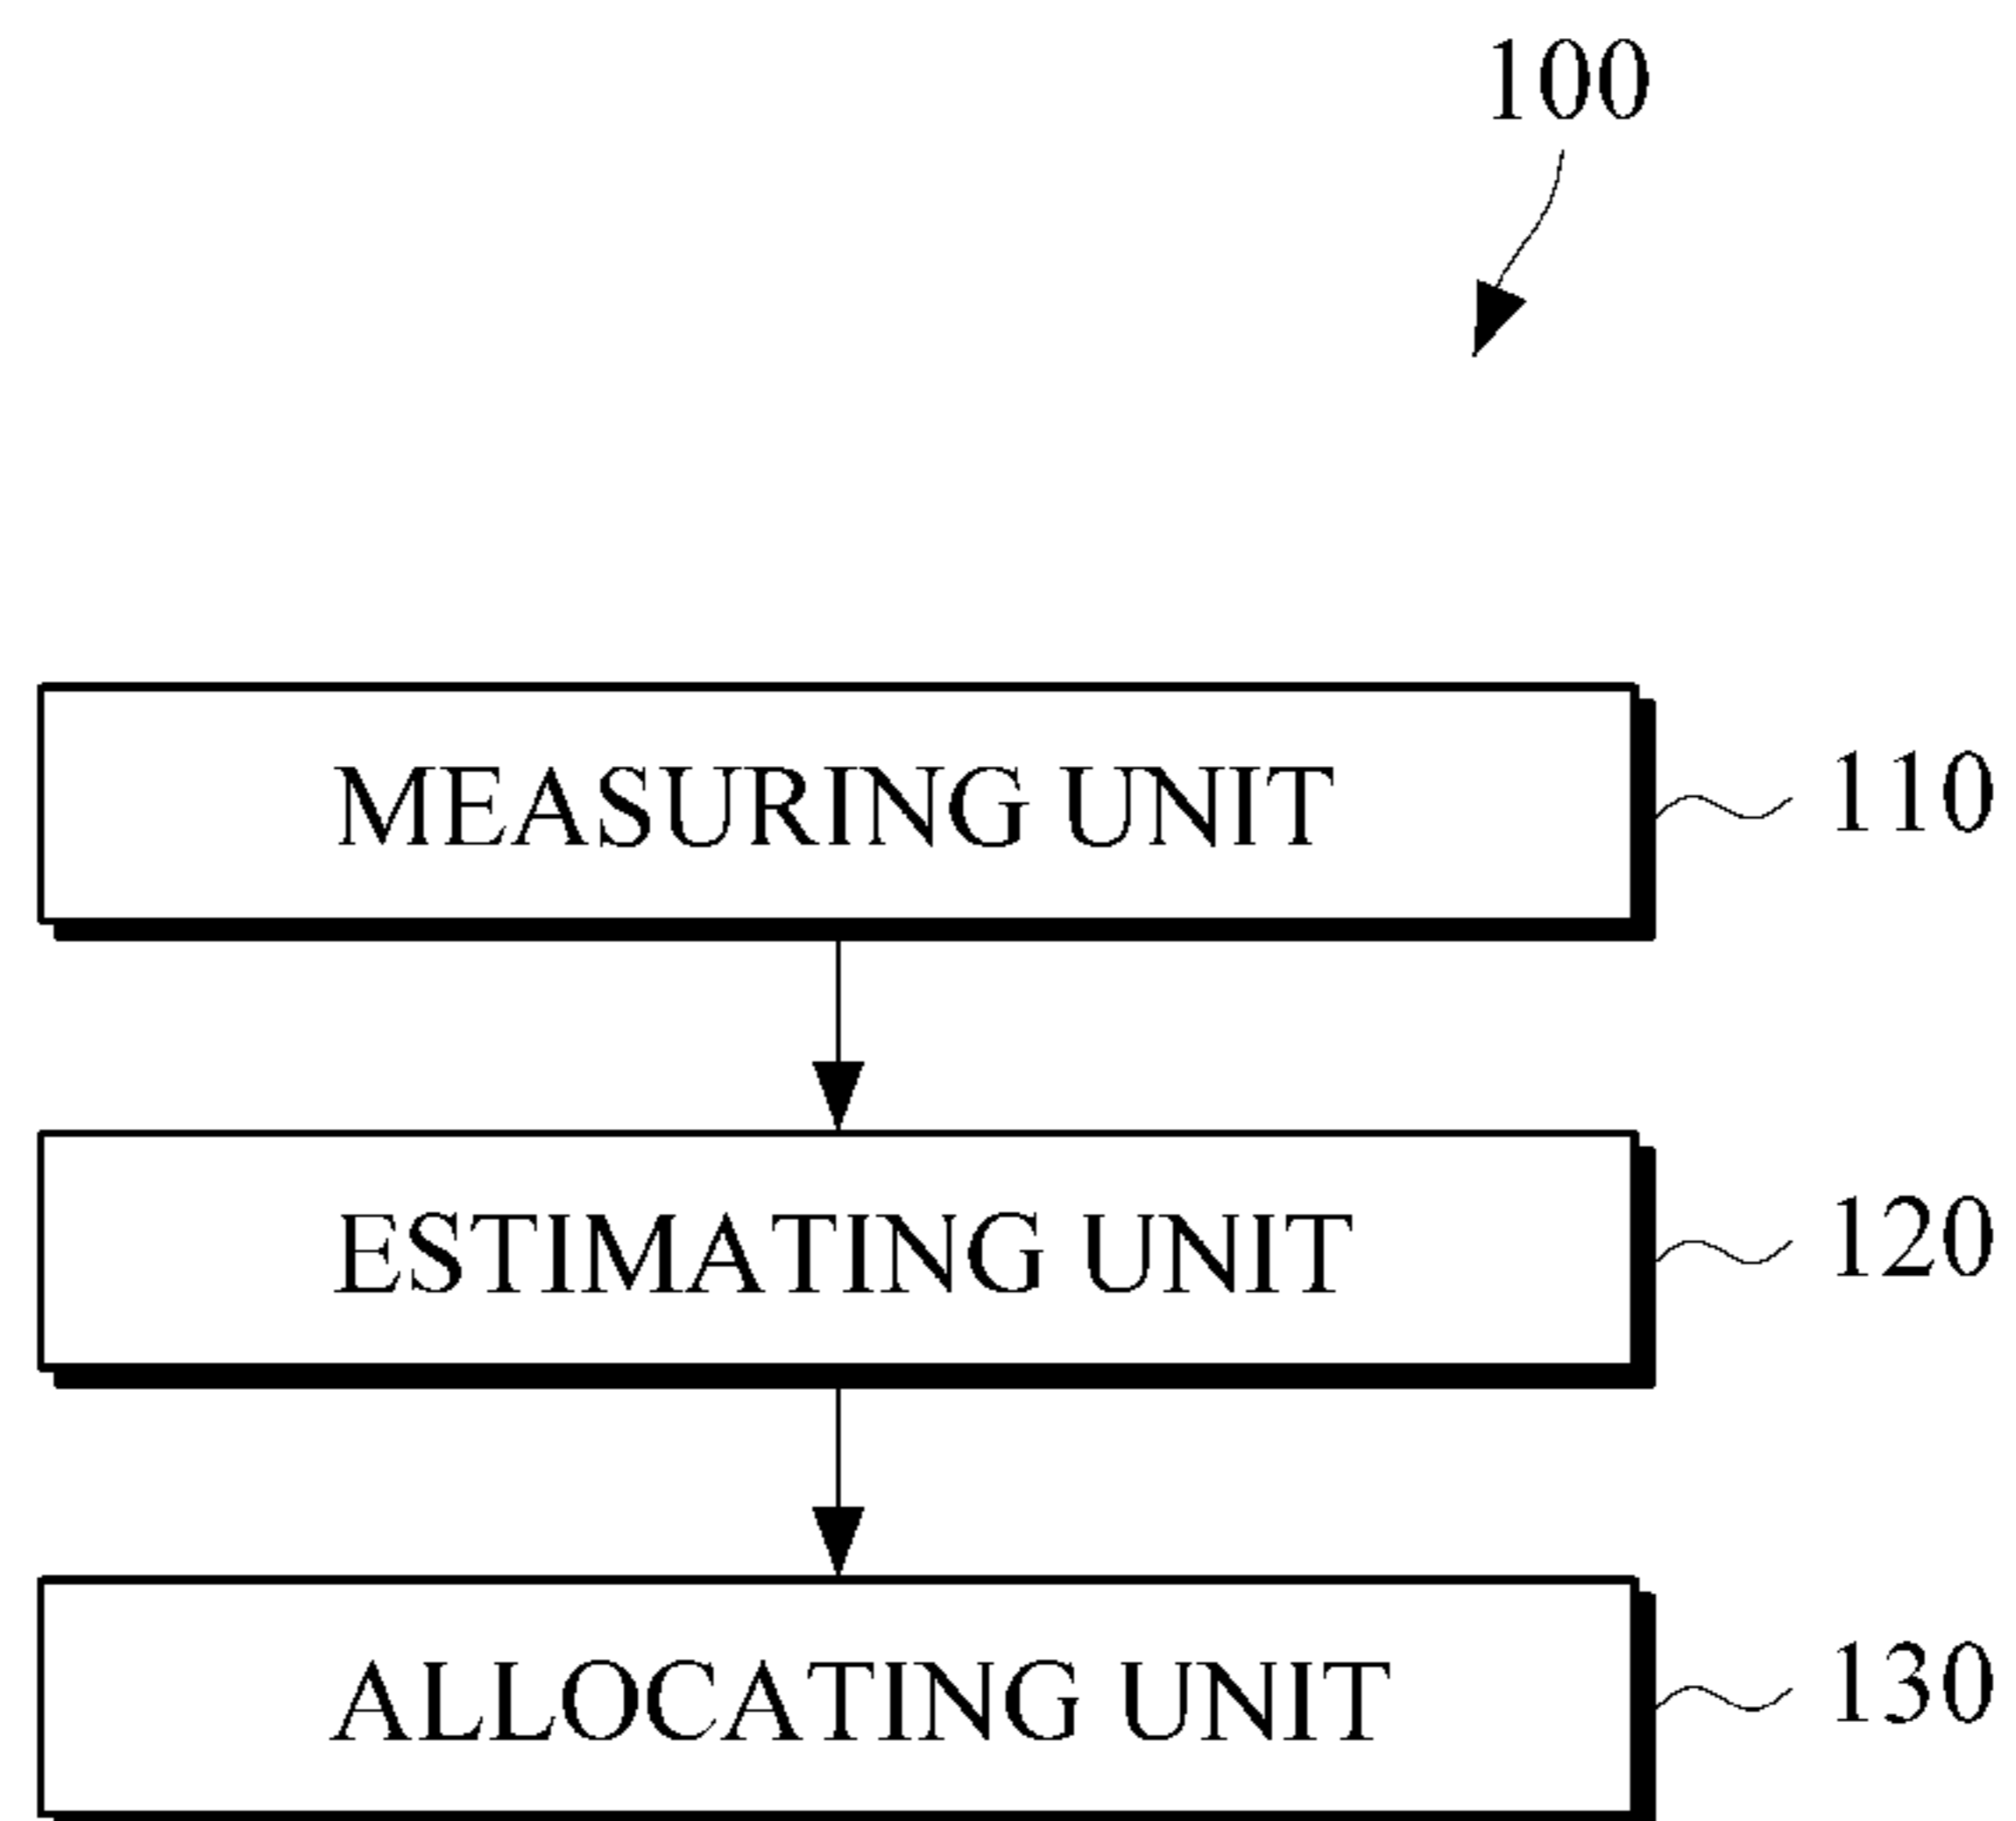 100
MEASURING UNIT 110
ESTIMATING UNIT 120
ALLOCATING UNIT 130